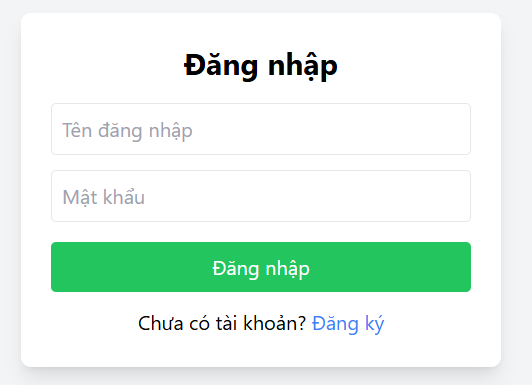 Đăng nhập
Tên đăng nhập
Mật khẩu
Đăng nhập
Chưa có tài khoản? Đăng ký